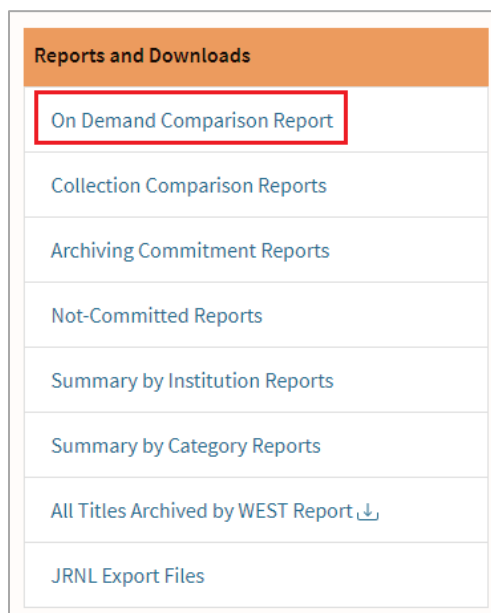 Reports and Downloads
On Demand Comparison Report
Collection Comparison Reports
Archiving Commitment Reports
Not-Committed Reports
Summary by Institution Reports
Summary by Category Reports
All Titles Archived by WEST Report
JRNL Export Files